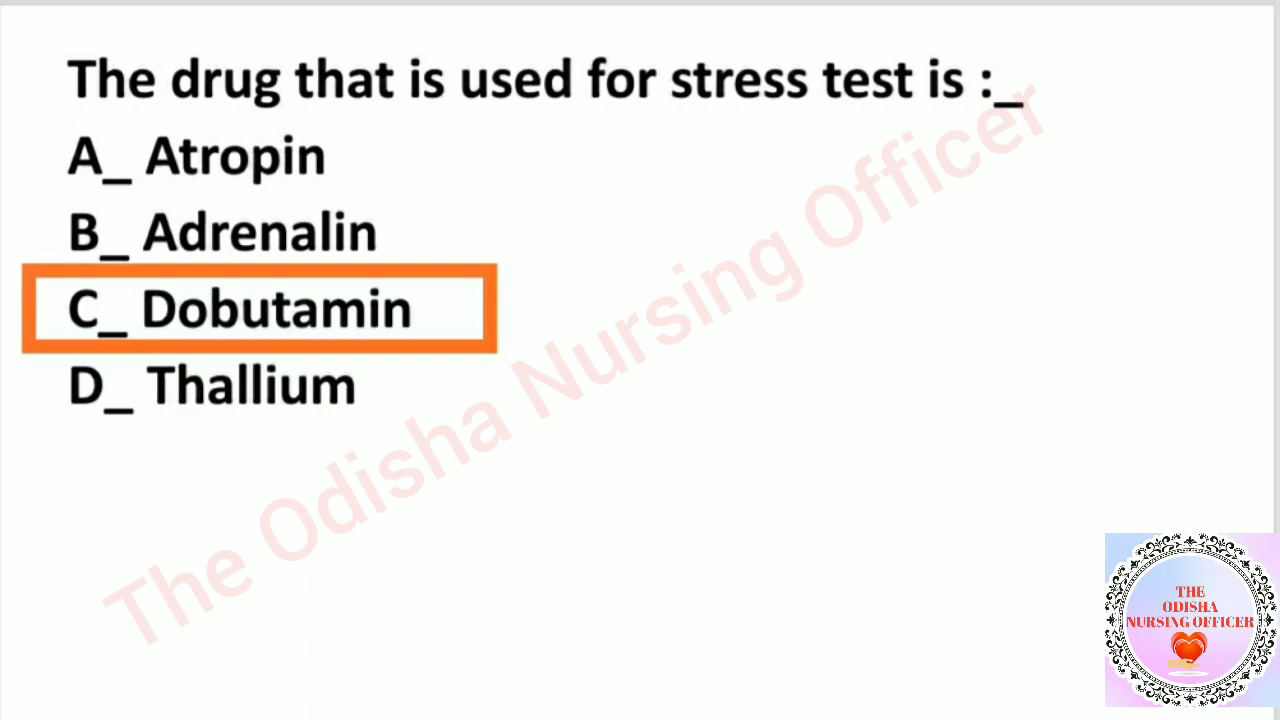 The drug that is used for stress test is :_
A_ Atropin
B_ Adrenalin
C_ Dobutamin
D_ Thallium
The Odisha Nursing Officer
THE
ODISHA
NURSING OFFICER